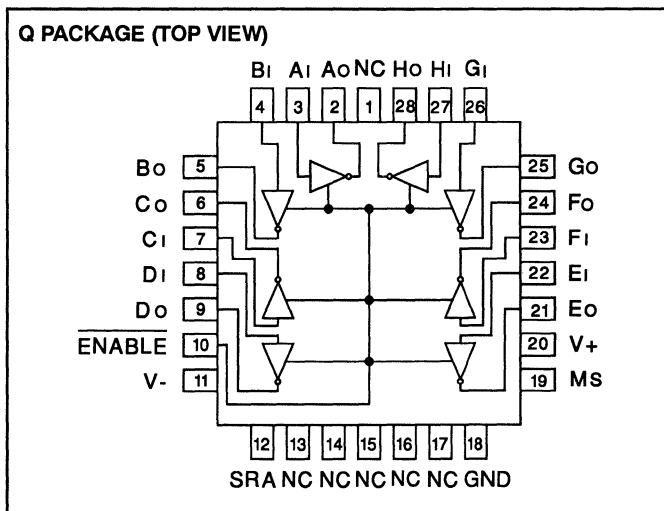 Q PACKAGE (TOP VIEW)
BI AI AO NC HO HI GI
4 3 2 1 28 27 26
BO 5 25 GO
CO 6 24 FO
CI 7 23 FI
DI 8 22 EI
DO 9 21 EO
ENABLE 10 20 V+
V- 11 19 MS
12 13 14 15 16 17 18
SRA NC NC NC NC NC GND